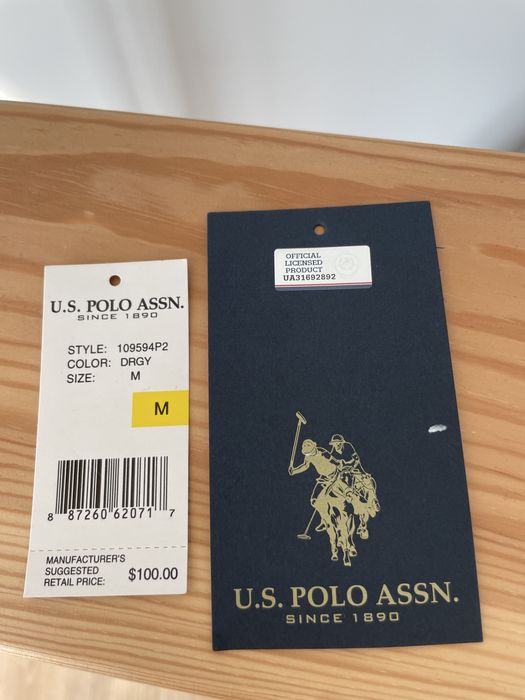 U.S. POLO ASSN.
SINCE 1890
STYLE: 109594P2
COLOR: DRGY
SIZE: M
M
8 87260 62071 7
MANUFACTURER'S
SUGGESTED
RETAIL PRICE: $100.00
OFFICIAL
LICENSED
PRODUCT
UA31692892
U.S. POLO ASSN.
SINCE 1890